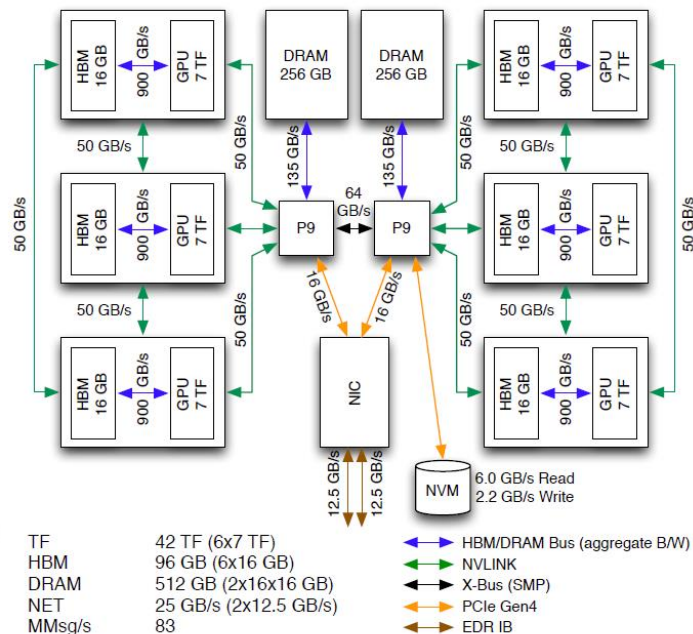 HBM
16 GB
900 GB/s
GPU
7 TF
DRAM
256 GB
DRAM
256 GB
HBM
16 GB
900 GB/s
GPU
7 TF
50 GB/s
50 GB/s
135 GB/s
135 GB/s
50 GB/s
50 GB/s
50 GB/s
HBM
16 GB
900 GB/s
GPU
7 TF
P9
64
GB/s
P9
HBM
16 GB
900 GB/s
GPU
7 TF
50 GB/s
50 GB/s
50 GB/s
16 GB/s
16 GB/s
50 GB/s
50 GB/s
HBM
16 GB
900 GB/s
GPU
7 TF
NIC
HBM
16 GB
900 GB/s
GPU
7 TF
12.5 GB/s
12.5 GB/s
NVM
6.0 GB/s Read
2.2 GB/s Write
TF 42 TF (6x7 TF)
HBM 96 GB (6x16 GB)
DRAM 512 GB (2x16x16 GB)
NET 25 GB/s (2x12.5 GB/s)
MMsg/s 83
HBM/DRAM Bus (aggregate B/W)
NVLINK
X-Bus (SMP)
PCIe Gen4
EDR IB